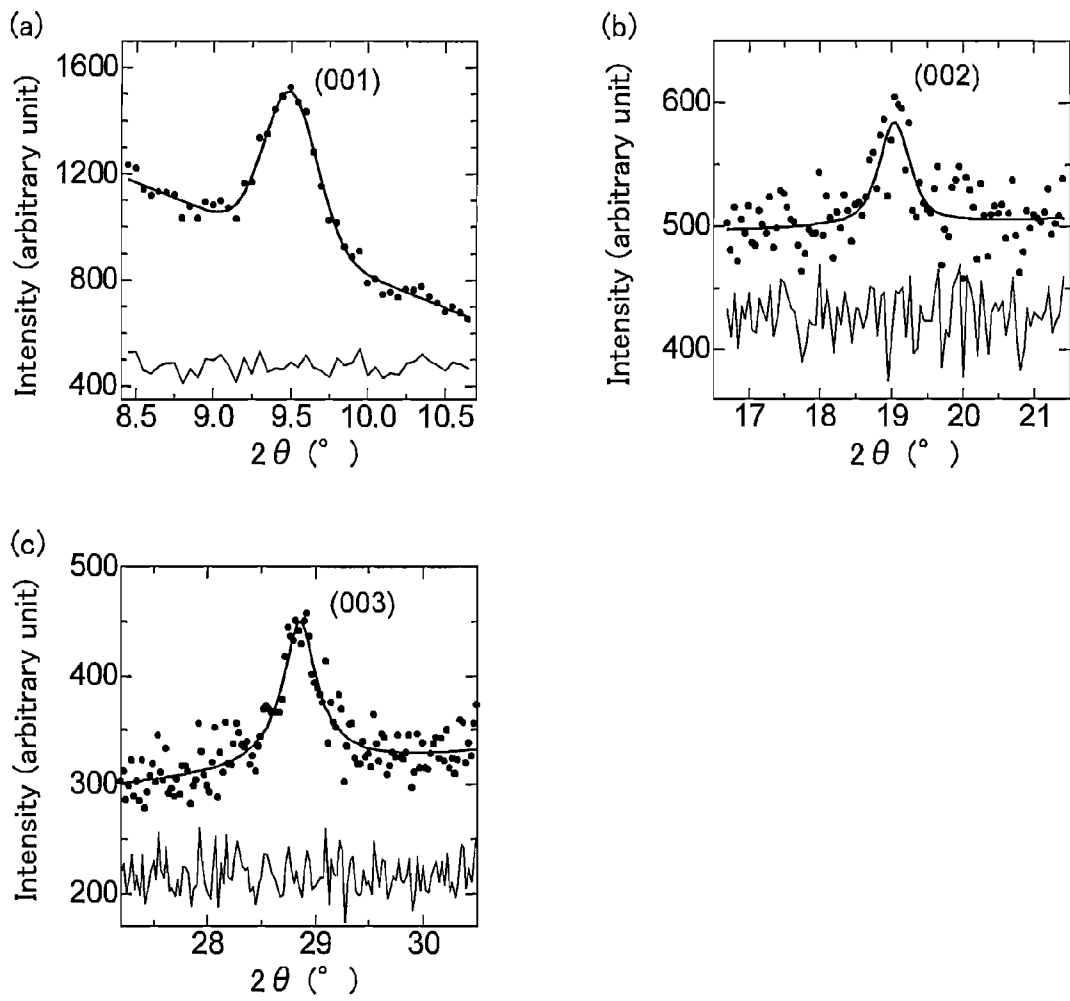 (a)
Intensity (arbitrary unit)
1600
1200
800
400
(001)
8.5 9.0 9.5 10.0 10.5
2θ (°)
(b)
Intensity (arbitrary unit)
600
500
400
(002)
17 18 19 20 21
2θ (°)
(c)
Intensity (arbitrary unit)
500
400
300
200
(003)
28 29 30
2θ (°)